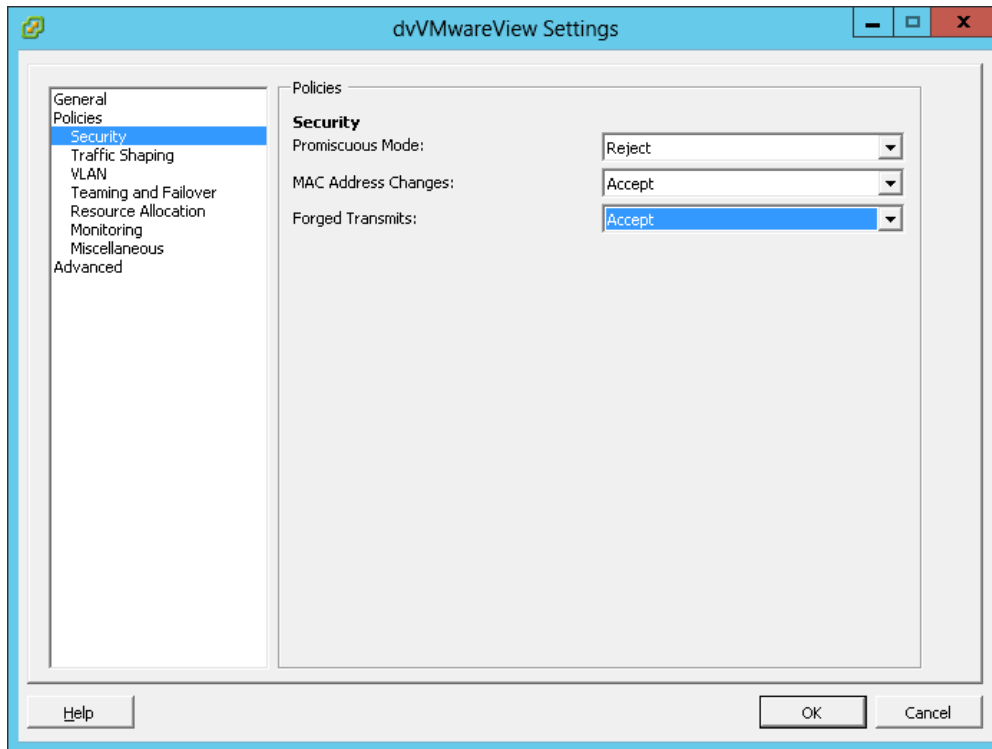 dvVMwareView Settings
General
Policies
Security
Traffic Shaping
VLAN
Teaming and Failover
Resource Allocation
Monitoring
Miscellaneous
Advanced
Policies
Security
Promiscuous Mode: Reject
MAC Address Changes: Accept
Forged Transmits: Accept
Help OK Cancel